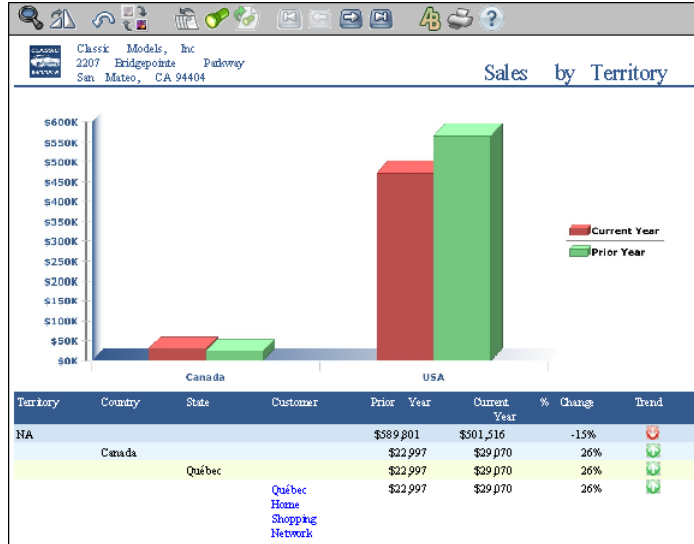 CLASSIC
MODELS
Classic Models, Inc
2207 Bridgepointe Parkway
San Mateo, CA 94404
Sales by Territory
$600K
$550K
$500K
$450K
$400K
$350K
$300K
$250K
$200K
$150K
$100K
$50K
$0K
Current Year
Prior Year
Canada USA
Territory Country State Customer Prior Year Current Year % Change Trend
NA $589,801 $501,516 -15%
Canada $22,997 $29,070 26%
Québec $22,997 $29,070 26%
Québec $22,997 $29,070 26%
Home
Shopping
Network